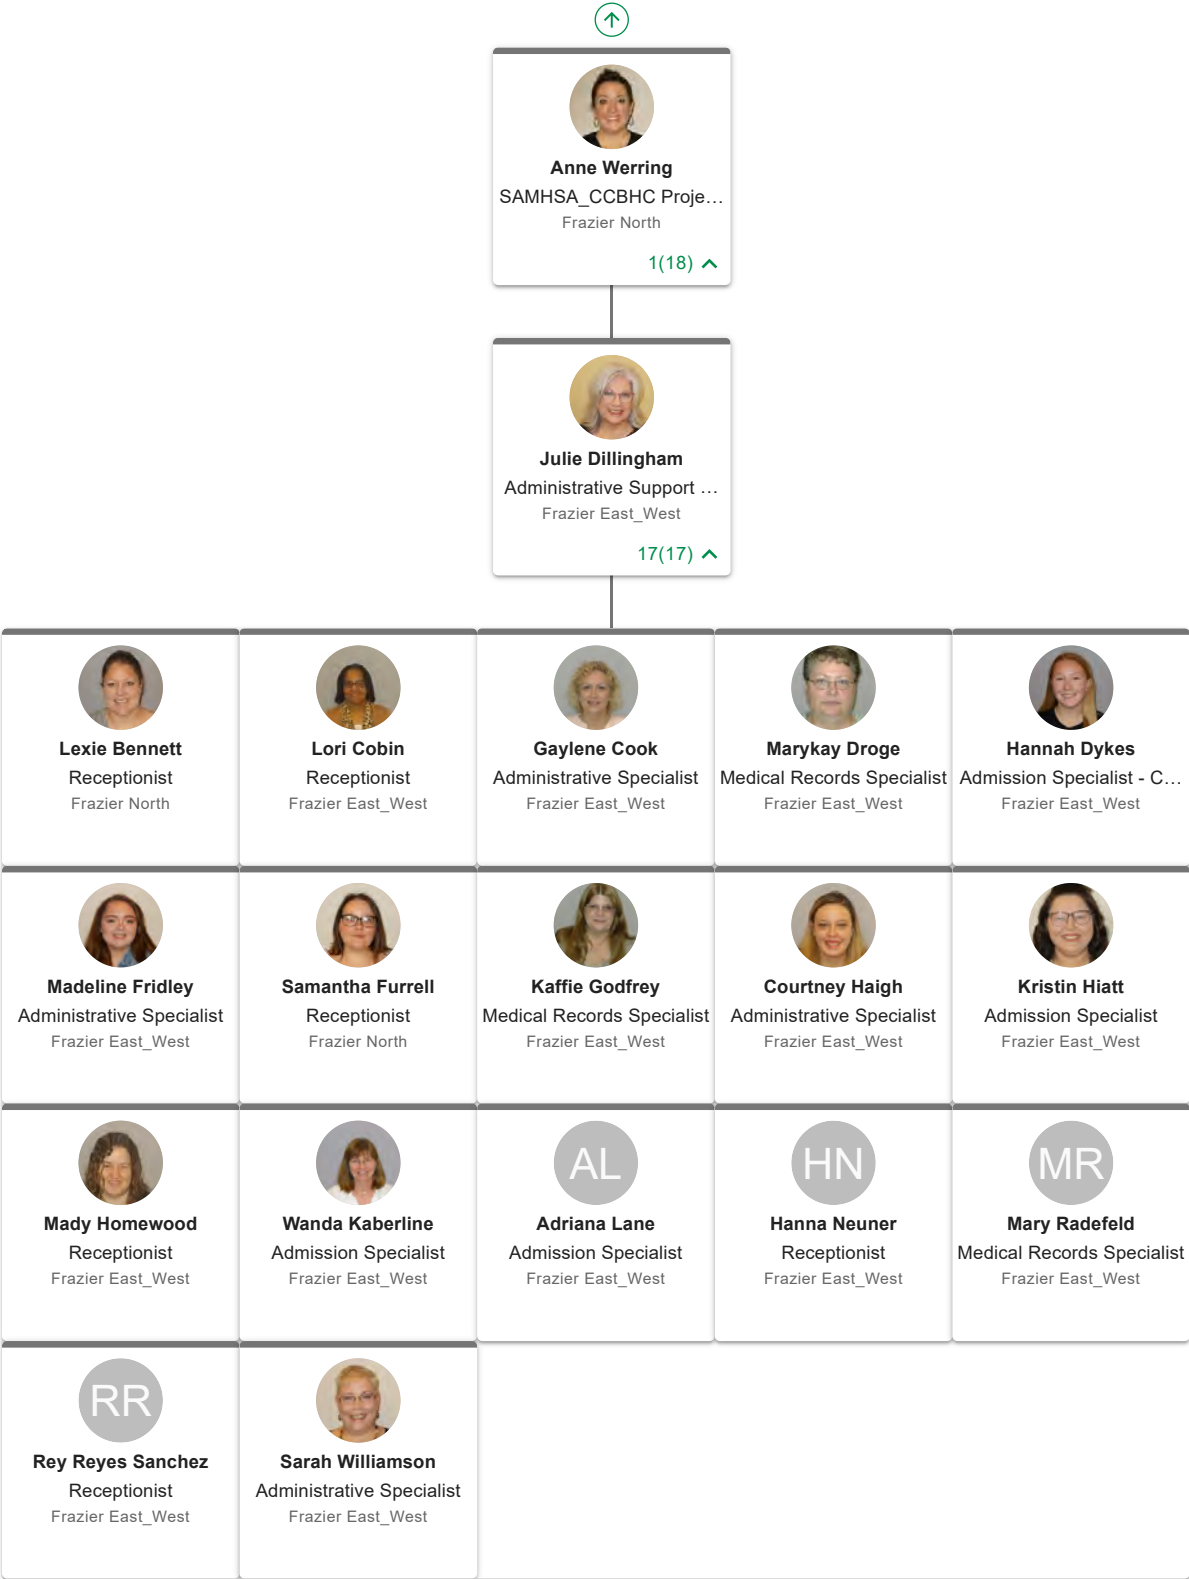 Anne Werring
SAMHSA_CCBHC Proje...
Frazier North
1(18)
Julie Dillingham
Administrative Support ...
Frazier East_West
17(17)
Lexie Bennett
Receptionist
Frazier North
Lori Cobin
Receptionist
Frazier East_West
Gaylene Cook
Administrative Specialist
Frazier East_West
Marykay Droge
Medical Records Specialist
Frazier East_West
Hannah Dykes
Admission Specialist - C...
Frazier East_West
Madeline Fridley
Administrative Specialist
Frazier East_West
Samantha Furrell
Receptionist
Frazier North
Kaffie Godfrey
Medical Records Specialist
Frazier East_West
Courtney Haigh
Administrative Specialist
Frazier East_West
Kristin Hiatt
Admission Specialist
Frazier East_West
Mady Homewood
Receptionist
Frazier East_West
Wanda Kaberline
Admission Specialist
Frazier East_West
AL
Adriana Lane
Admission Specialist
Frazier East_West
HN
Hanna Neuner
Receptionist
Frazier East_West
MR
Mary Radefeld
Medical Records Specialist
Frazier East_West
RR
Rey Reyes Sanchez
Receptionist
Frazier East_West
Sarah Williamson
Administrative Specialist
Frazier East_West